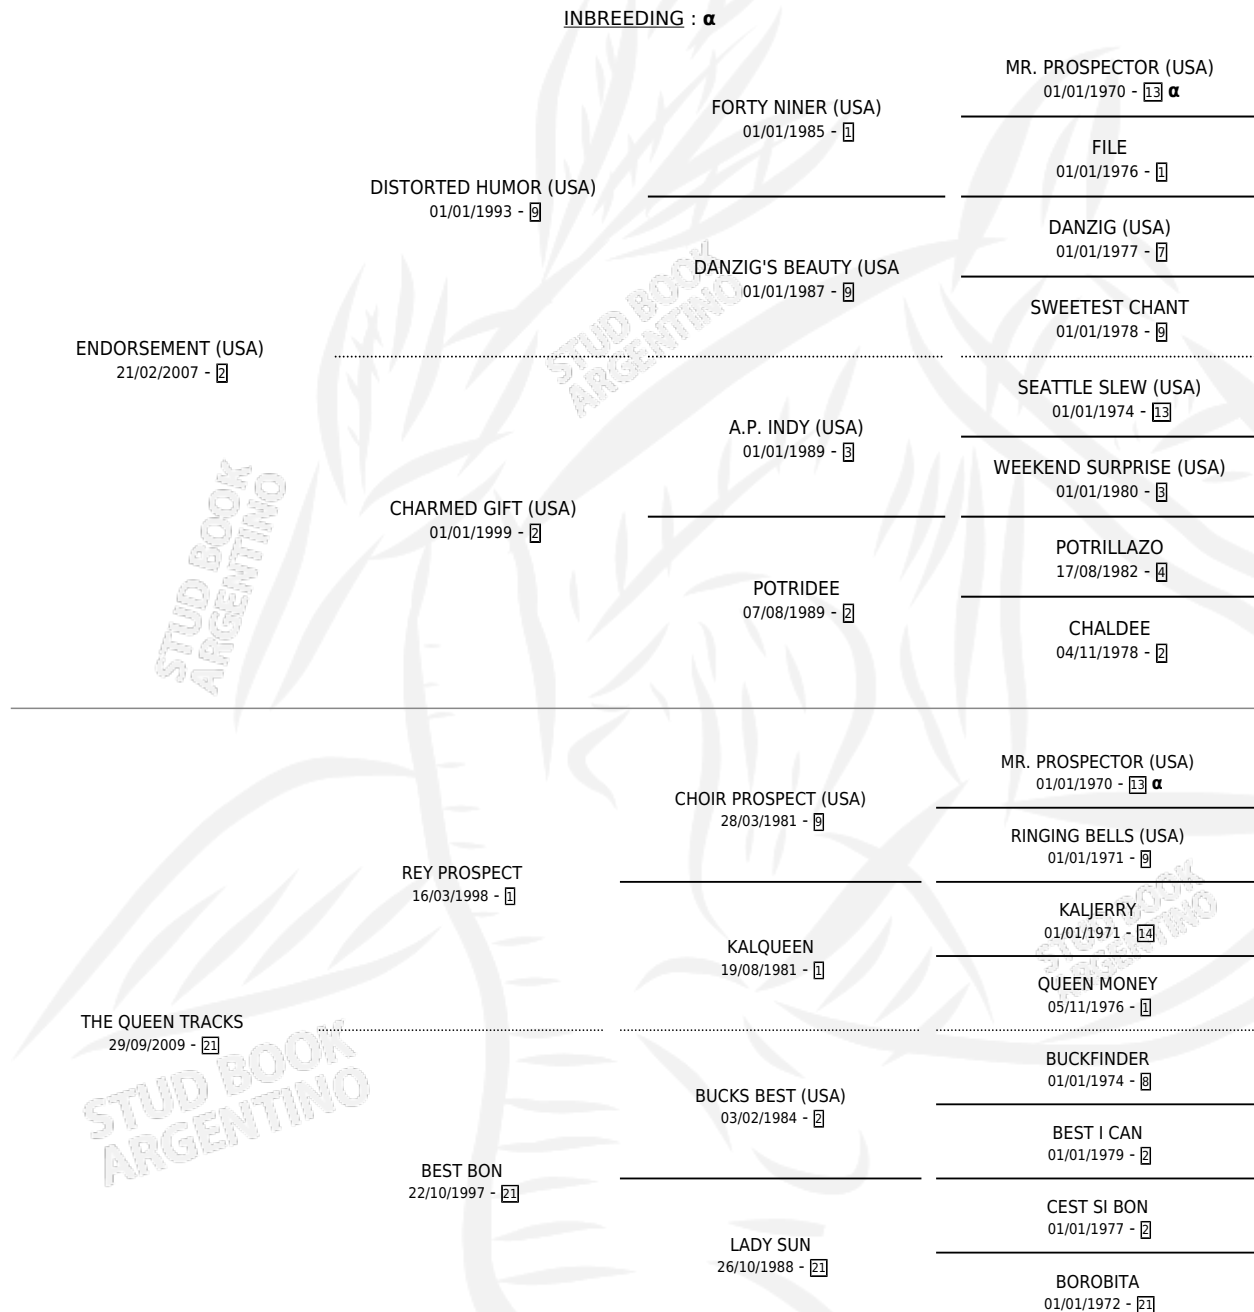 INBREEDING : α
MR. PROSPECTOR (USA)
01/01/1970 - 13 α
FORTY NINER (USA)
01/01/1985 - 1
FILE
01/01/1976 - 1
DISTORTED HUMOR (USA)
01/01/1993 - 9
DANZIG (USA)
01/01/1977 - 7
DANZIG'S BEAUTY (USA
01/01/1987 - 9
SWEETEST CHANT
01/01/1978 - 9
ENDORSEMENT (USA)
21/02/2007 - 2
SEATTLE SLEW (USA)
01/01/1974 - 13
A.P. INDY (USA)
01/01/1989 - 3
WEEKEND SURPRISE (USA)
01/01/1980 - 3
CHARMED GIFT (USA)
01/01/1999 - 2
POTRILLAZO
17/08/1982 - 4
POTRIDEE
07/08/1989 - 2
CHALDEE
04/11/1978 - 2
MR. PROSPECTOR (USA)
01/01/1970 - 13 α
CHOIR PROSPECT (USA)
28/03/1981 - 9
RINGING BELLS (USA)
01/01/1971 - 9
REY PROSPECT
16/03/1998 - 1
KALJERRY
01/01/1971 - 14
KALQUEEN
19/08/1981 - 1
QUEEN MONEY
05/11/1976 - 1
THE QUEEN TRACKS
29/09/2009 - 21
BUCKFINDER
01/01/1974 - 8
BUCKS BEST (USA)
03/02/1984 - 2
BEST I CAN
01/01/1979 - 2
BEST BON
22/10/1997 - 21
CEST SI BON
01/01/1977 - 2
LADY SUN
26/10/1988 - 21
BOROBITA
01/01/1972 - 21
STUD BOOK
ARGENTINO
STUD BOOK
ARGENTINO
STUD BOOK
ARGENTINO
STUD BOOK
ARGENTINO